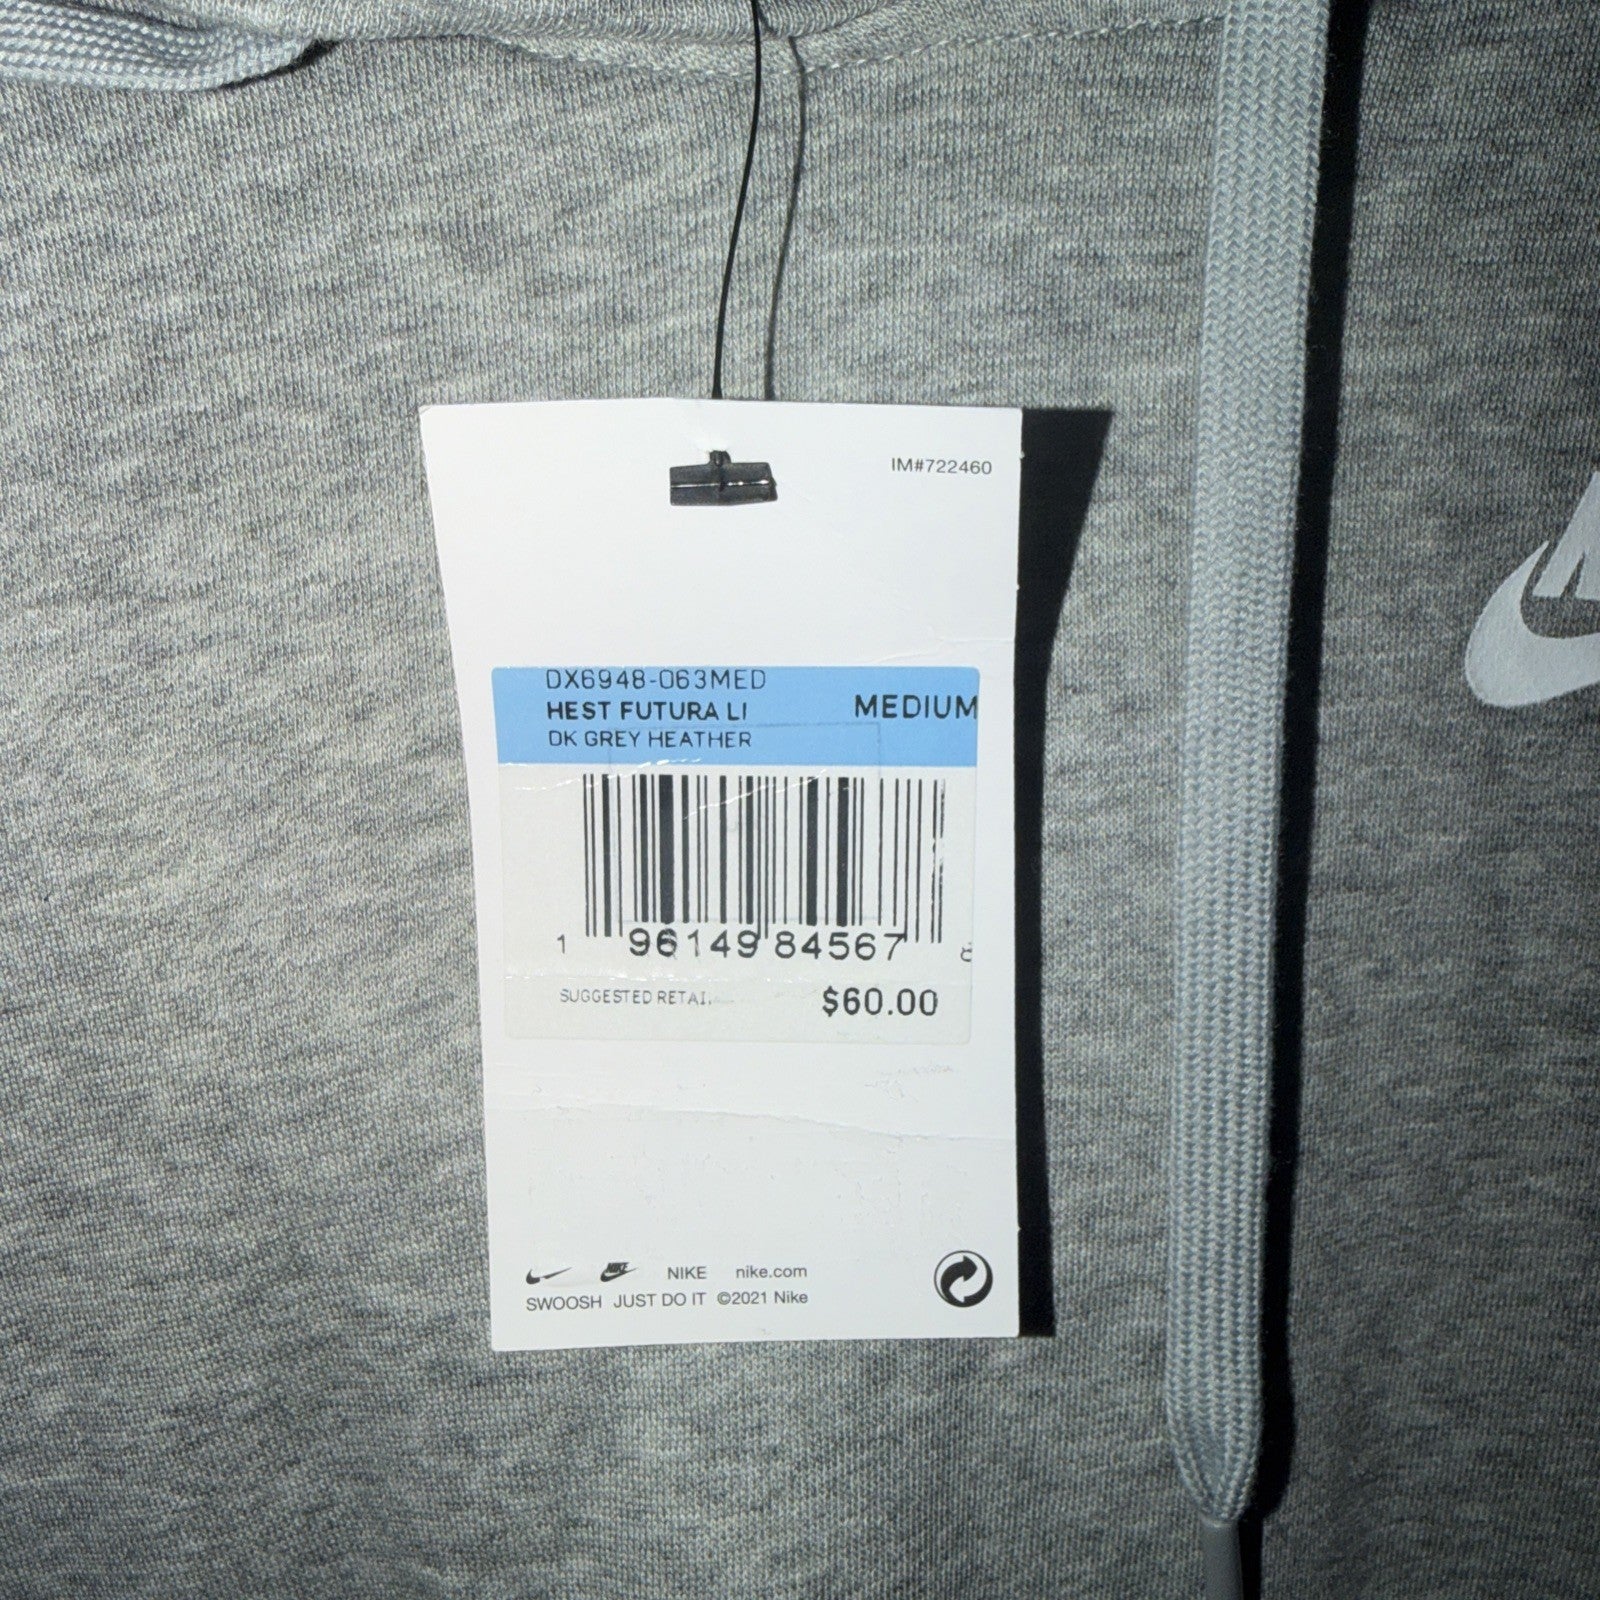 IM#722460
DX6948-063MED
HEST FUTURA LI
MEDIUM
DK GREY HEATHER
1 96149 84567
SUGGESTED
$60.00
NIKE nike.com
SWOOSH JUST DO IT ©2021 Nike